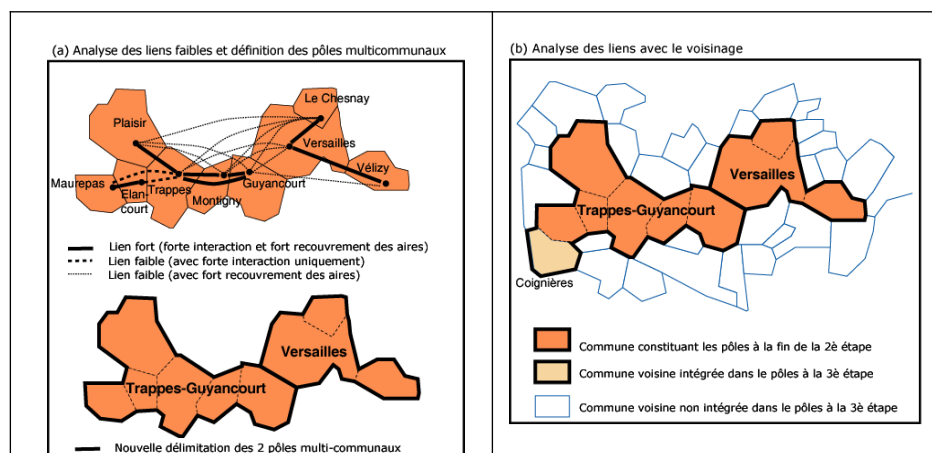 (a) Analyse des liens faibles et définition des pôles multicommunaux
Le Chesnay
Plaisir
Versailles
Vélizy
Maurepas
Elan-
court
Trappes
Guyancourt
Montigny
Lien fort (forte interaction et fort recouvrement des aires)
Lien faible (avec forte interaction uniquement)
Lien faible (avec fort recouvrement des aires)
Versailles
Trappes-Guyancourt
Nouvelle délimitation des 2 pôles multi-communaux
(b) Analyse des liens avec le voisinage
Versailles
Trappes-Guyancourt
Coignières
Commune constituant les pôles à la fin de la 2è étape
Commune voisine intégrée dans le pôles à la 3è étape
Commune voisine non intégrée dans le pôles à la 3è étape